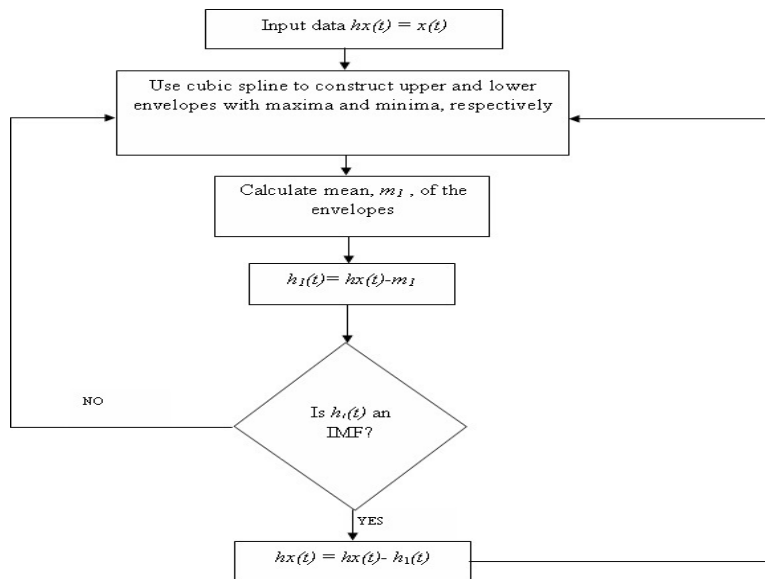 Input data hx(t) = x(t)
Use cubic spline to construct upper and lower
envelopes with maxima and minima, respectively
Calculate mean, m₁ , of the
envelopes
h₁(t)= hx(t)-m₁
NO
Is hᵢ(t) an
IMF?
YES
hx(t) = hx(t)- h₁(t)